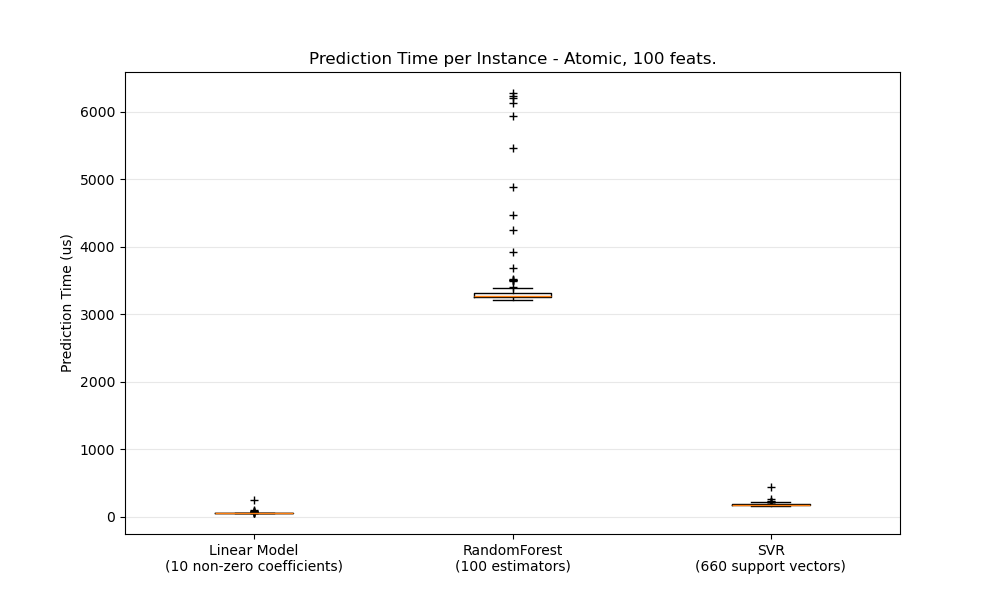 Prediction Time per Instance - Atomic, 100 feats.
Prediction Time (us)
6000
5000
4000
3000
2000
1000
0
Linear Model
(10 non-zero coefficients)
RandomForest
(100 estimators)
SVR
(660 support vectors)